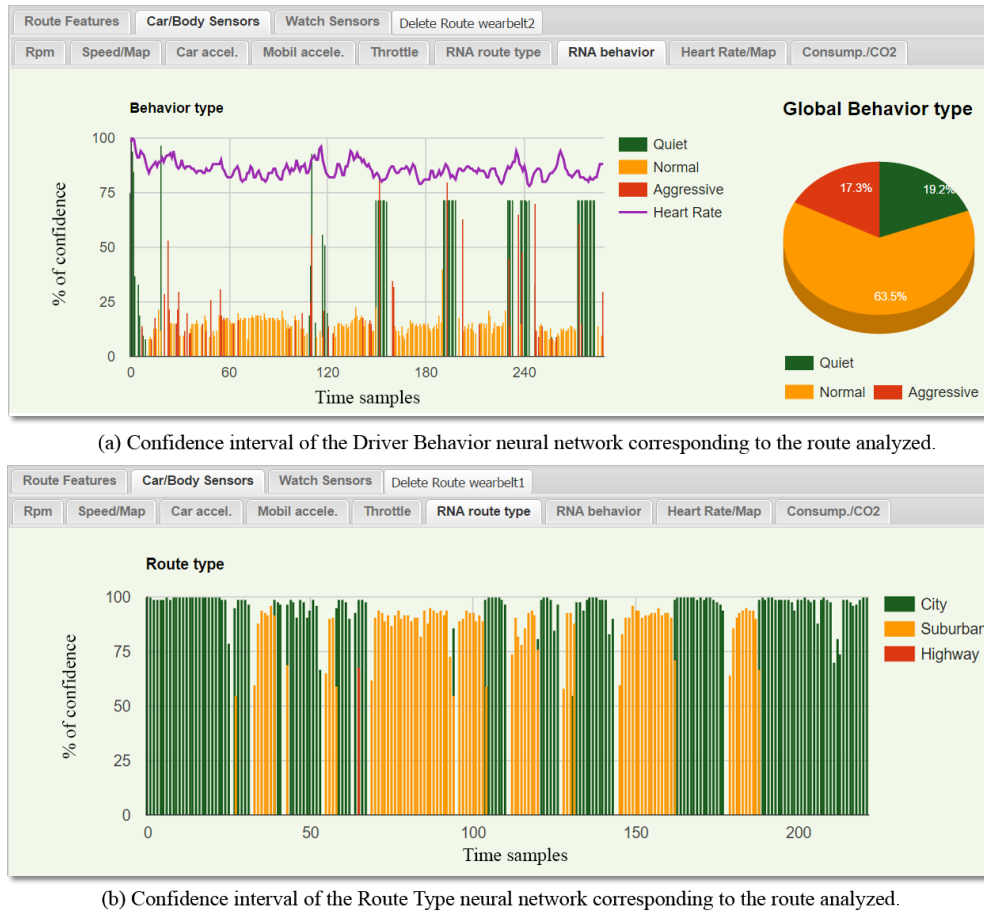 Route Features Car/Body Sensors Watch Sensors Delete Route wearbelt2
Rpm Speed/Map Car accel. Mobil accele. Throttle RNA route type RNA behavior Heart Rate/Map Consump./CO2
Behavior type
100
75
50
25
0
% of confidence
0 60 120 180 240
Time samples
Quiet
Normal
Aggressive
Heart Rate
Global Behavior type
17.3% 19.2%
63.5%
Quiet
Normal Aggressive
(a) Confidence interval of the Driver Behavior neural network corresponding to the route analyzed.
Route Features Car/Body Sensors Watch Sensors Delete Route wearbelt1
Rpm Speed/Map Car accel. Mobil accele. Throttle RNA route type RNA behavior Heart Rate/Map Consump./CO2
Route type
100
75
50
25
0
% of confidence
0 50 100 150 200
Time samples
City
Suburban
Highway
(b) Confidence interval of the Route Type neural network corresponding to the route analyzed.